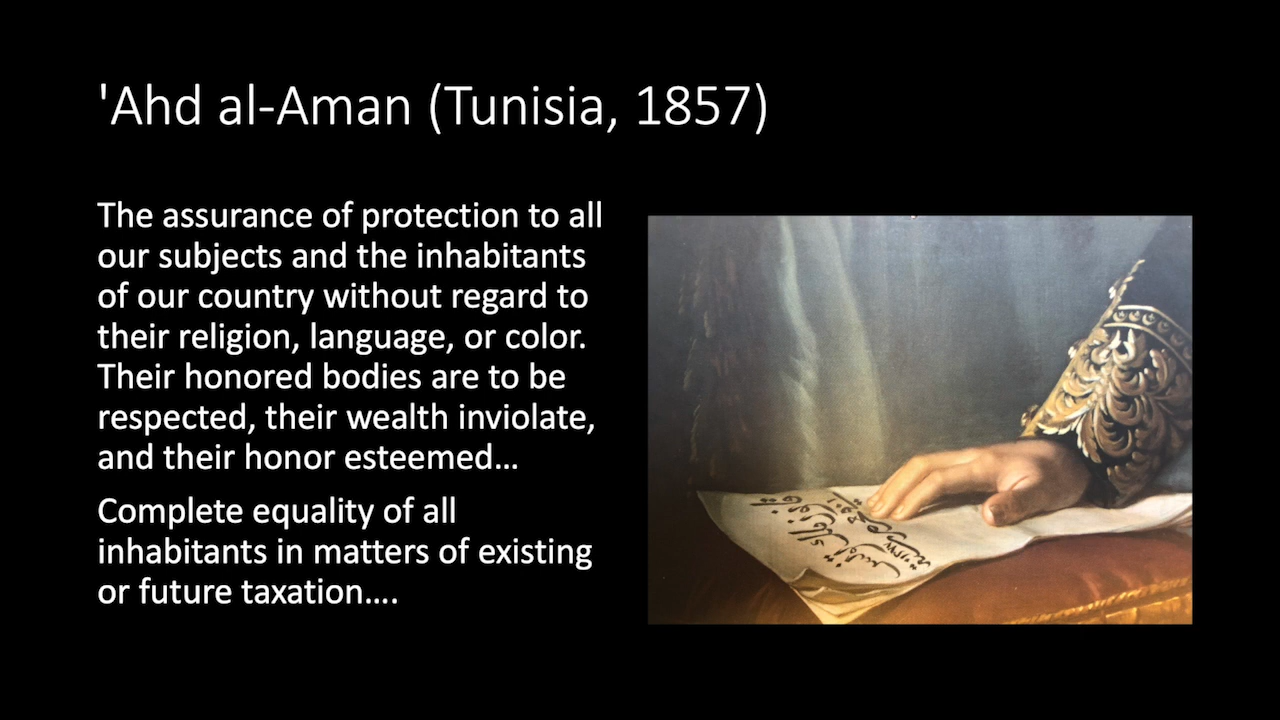 'Ahd al-Aman (Tunisia, 1857)
The assurance of protection to all
our subjects and the inhabitants
of our country without regard to
their religion, language, or color.
Their honored bodies are to be
respected, their wealth inviolate,
and their honor esteemed...
Complete equality of all
inhabitants in matters of existing
or future taxation....